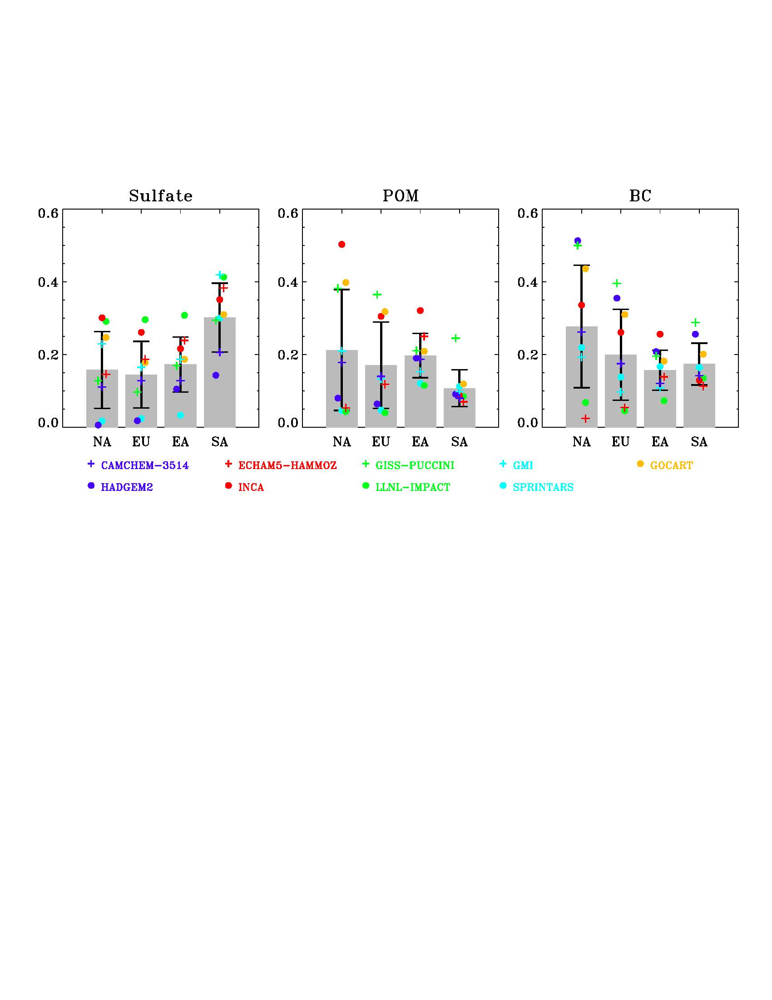 Sulfate POM BC
0.6 0.6 0.6
0.4 0.4 0.4
0.2 0.2 0.2
0.0 0.0 0.0
NA EU EA SA NA EU EA SA NA EU EA SA
CAMCHEM-3514 ECHAM5-HAMMOZ GISS-PUCCINI GMI GOCART
HADGEM2 INCA LLNL-IMPACT SPRINTARS